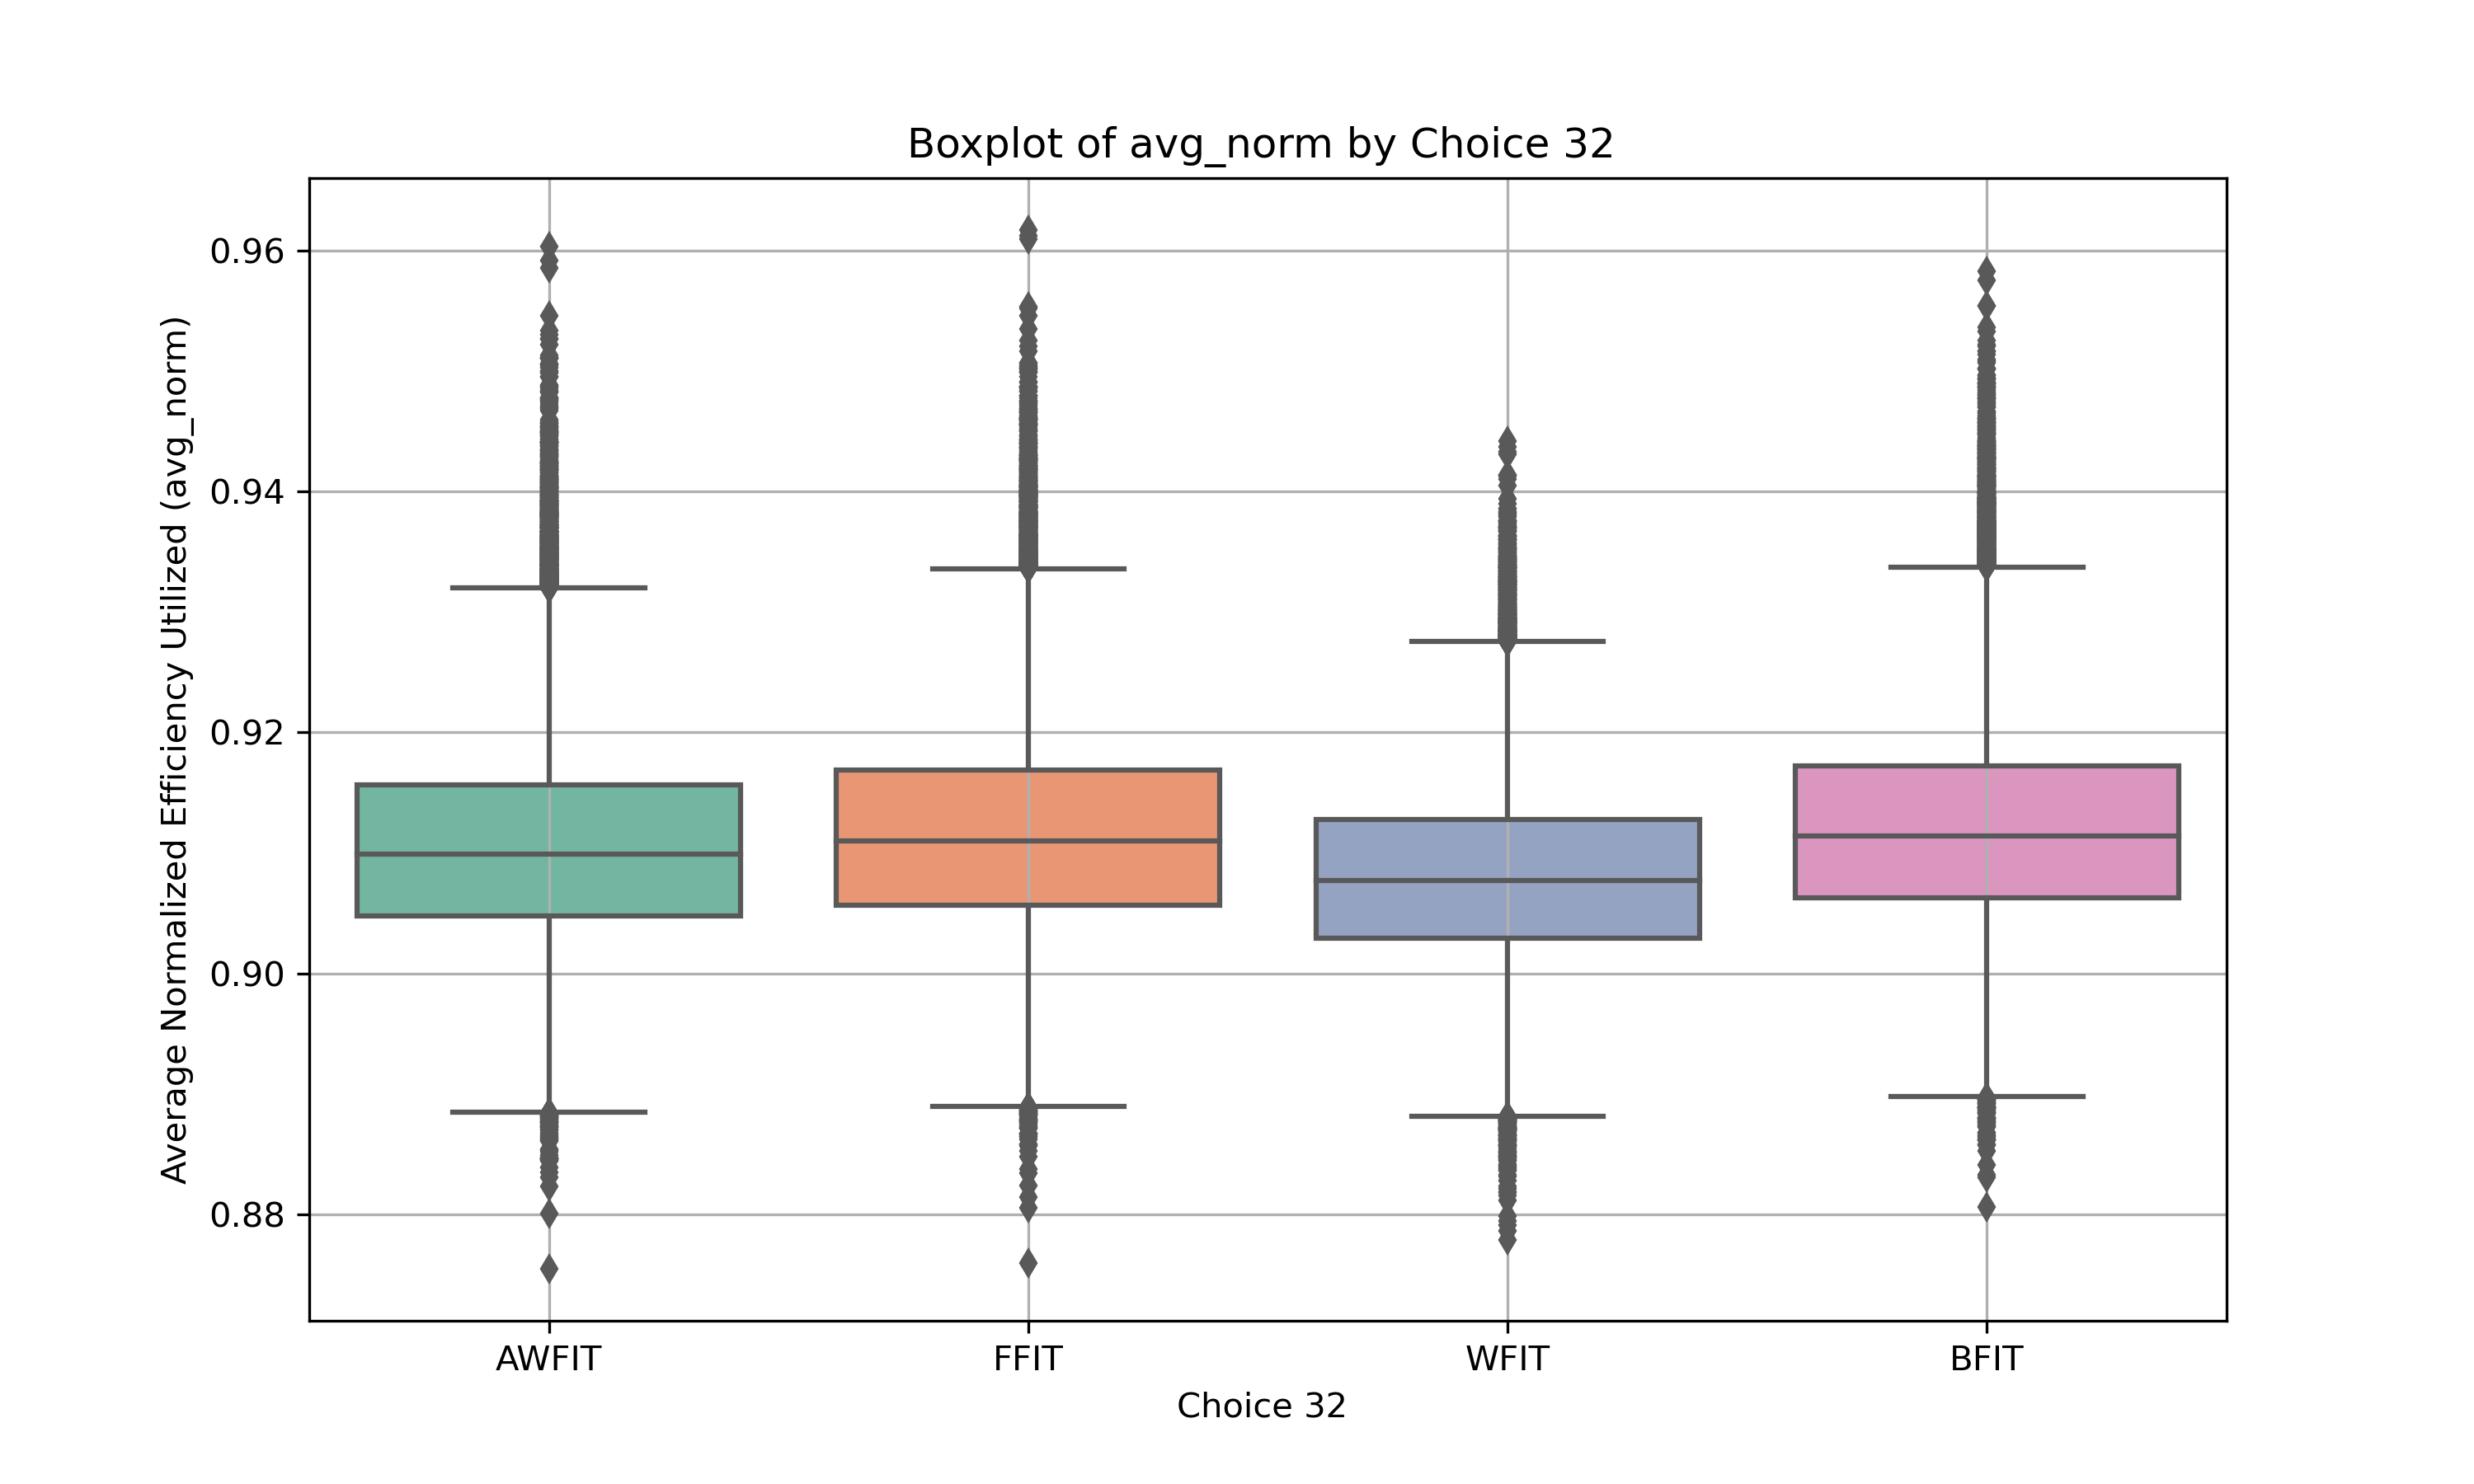 Boxplot of avg_norm by Choice 32
Average Normalized Efficiency Utilized (avg_norm)
0.96
0.94
0.92
0.90
0.88
AWFIT
FFIT
WFIT
BFIT
Choice 32